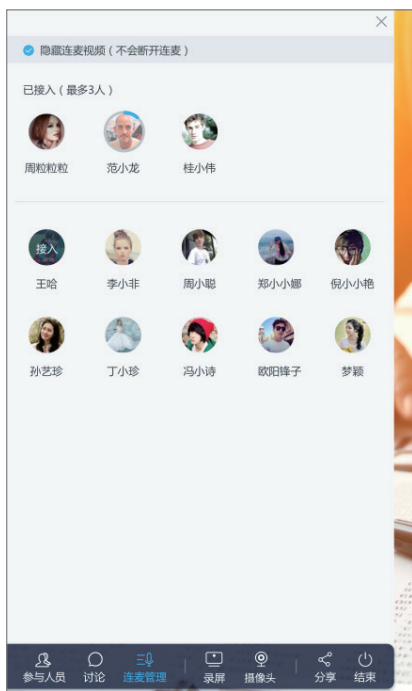 隐藏连麦视频（不会断开连麦）
已接入（最多3人）
周粒粒粒 范小龙 桂小伟
接入
王哈 李小非 周小聪 郑小小娜 倪小小艳
孙艺珍 丁小珍 冯小诗 欧阳锋子 梦颖
参与人员 讨论 连麦管理 录屏 摄像头 分享 结束